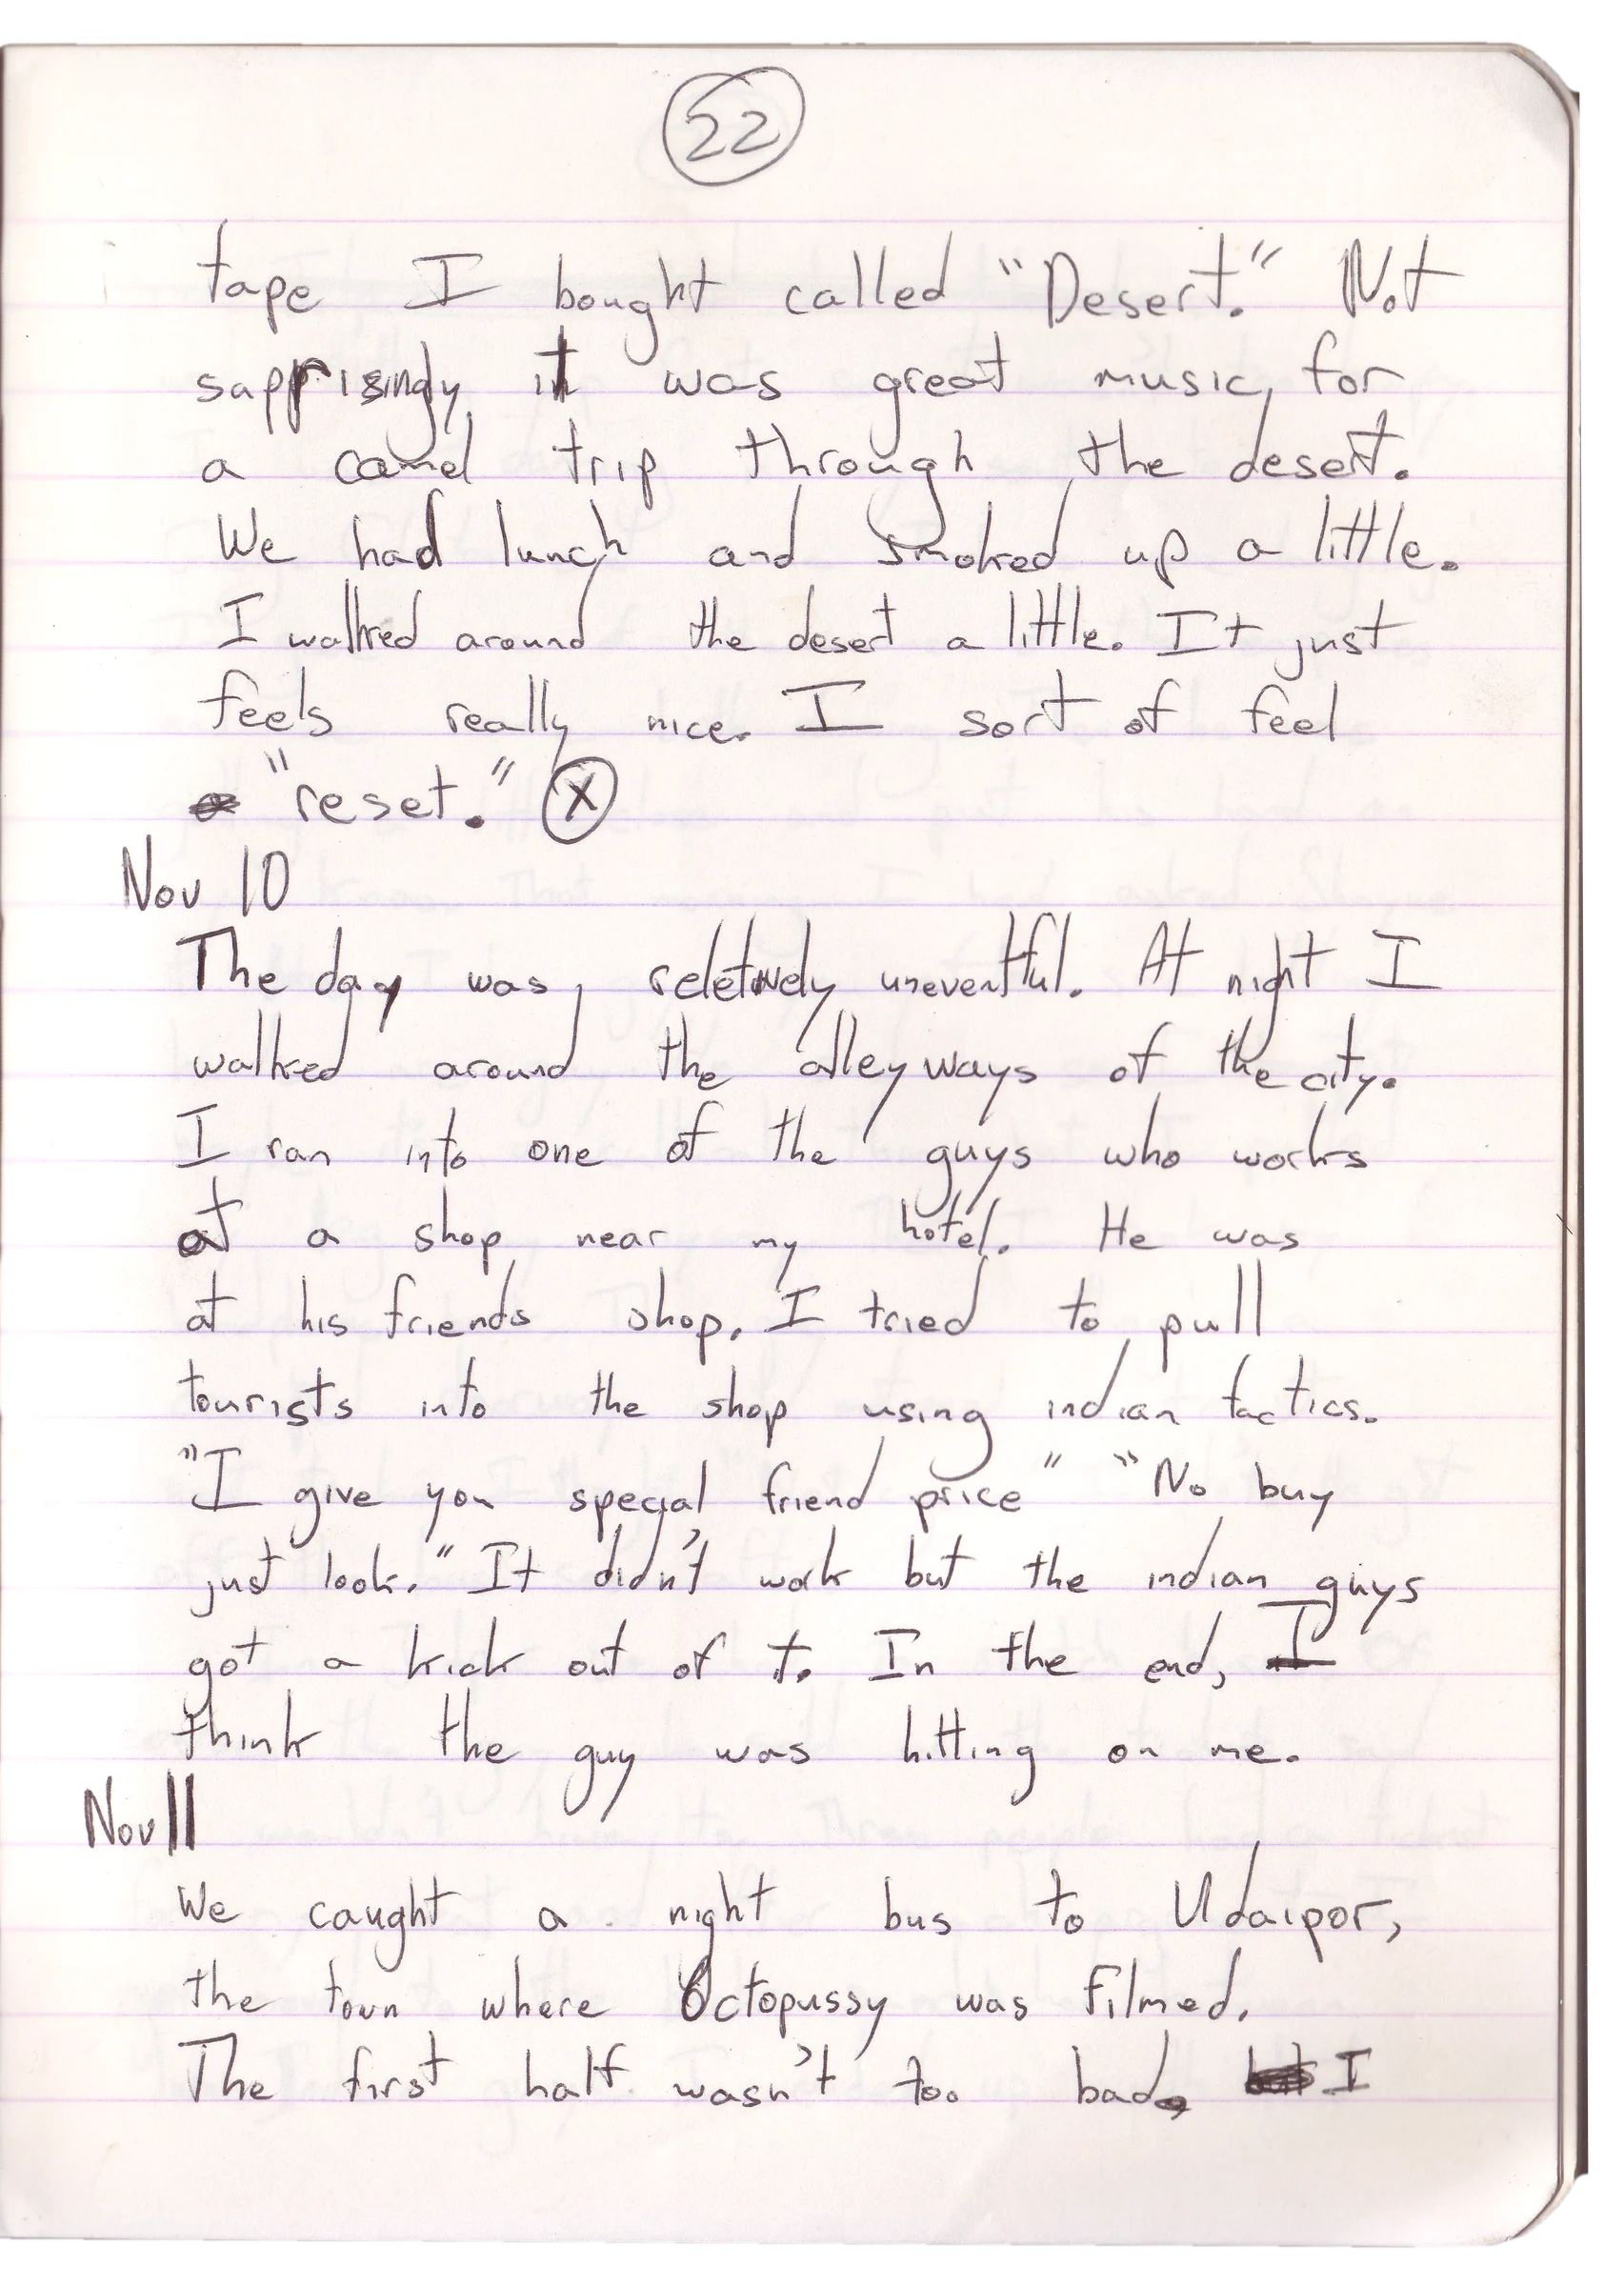 22
tape I bought called "Desert." Not
sapprisingly it was great music for
a camel trip through the desert.
We had lunch and smoked up a little.
I walked around the desert a little. It just
feels really nice. I sort of feel
"reset." X
Nov 10
The day was reletively uneventful. At night I
walked around the alleyways of the city.
I ran into one of the guys who works
at a shop near my hotel. He was
at his friends shop. I tried to pull
tourists into the shop using indian tactics.
"I give you special friend price" "No buy
just look." It didn't work but the indian guys
got a kick out of it. In the end, I
think the guy was hitting on me.
Nov 11
We caught a night bus to Udaipor,
the town where Octopussy was filmed.
The first half wasn't too bad, I